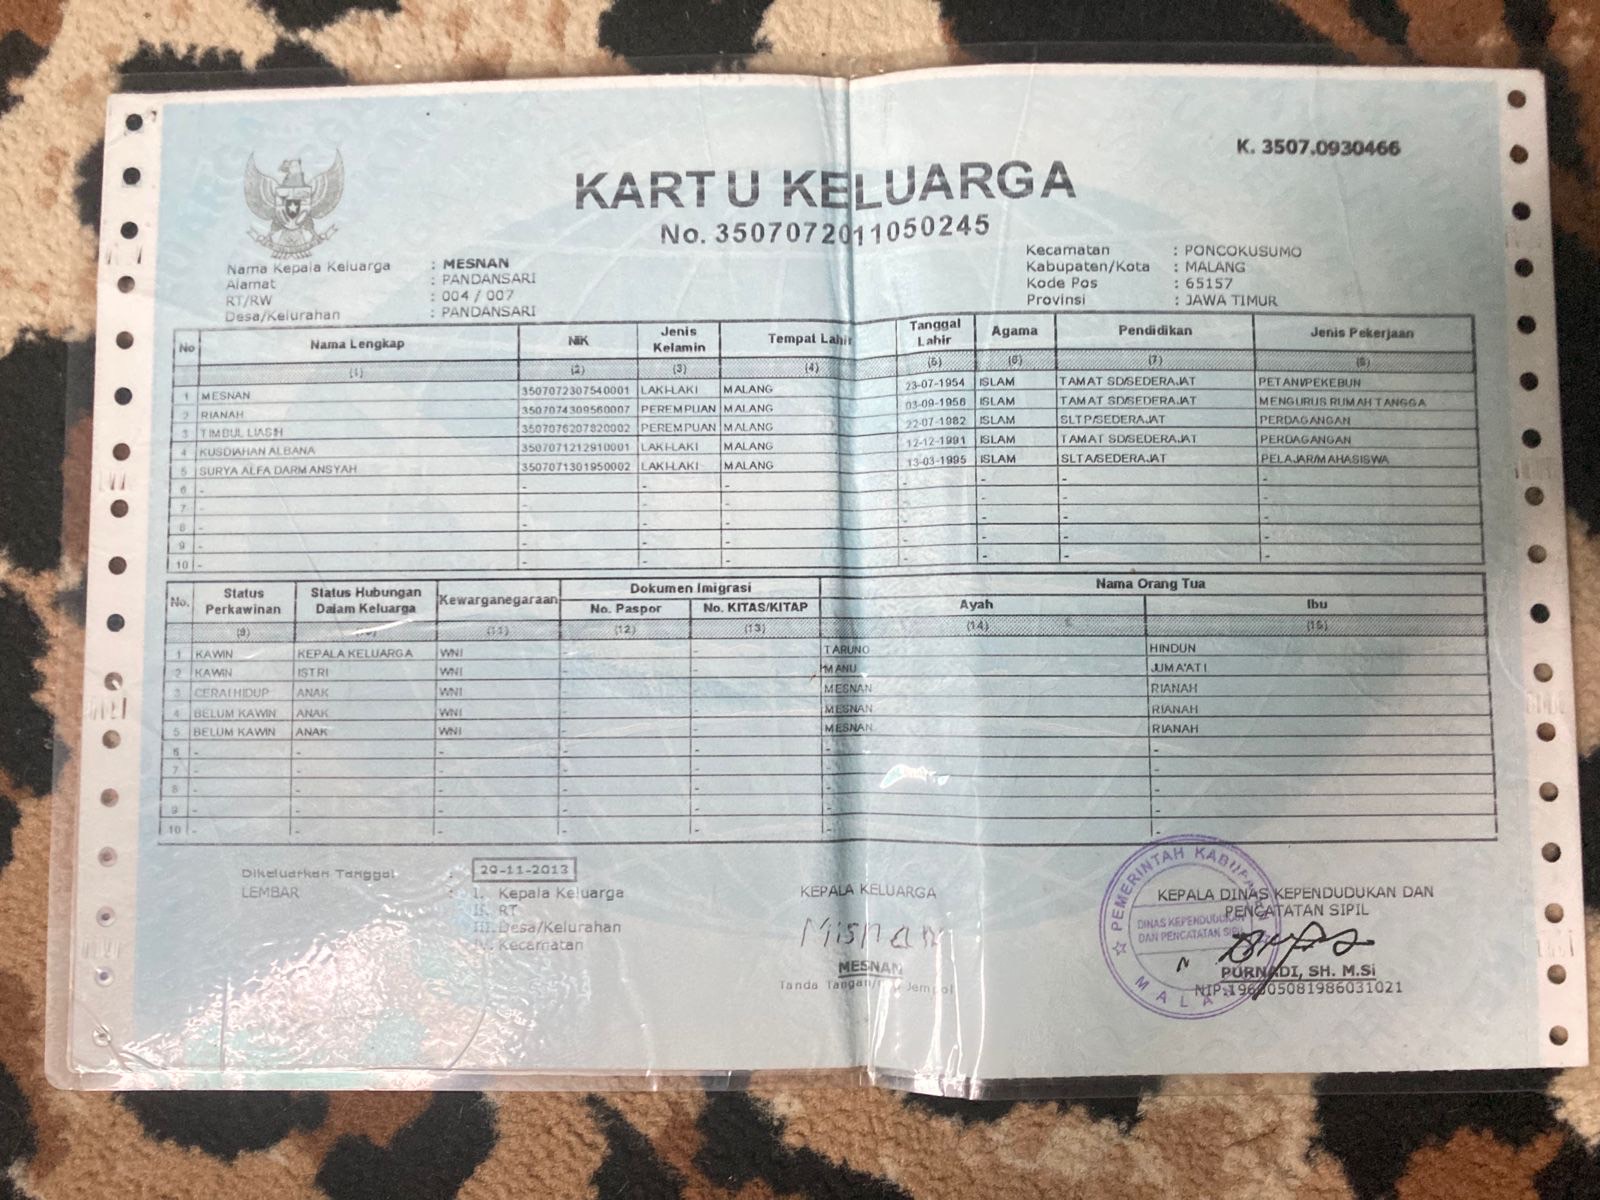 K. 3507.0930466
KARTU KELUARGA
No. 3507072011050245
Nama Kepala Keluarga : MESNAN
Alamat : PANDANSARI
RT/RW : 004 / 007
Desa/Kelurahan : PANDANSARI
Kecamatan : PONCOKUSUMO
Kabupaten/Kota : MALANG
Kode Pos : 65157
Provinsi : JAWA TIMUR
No Nama Lengkap NIK Jenis Kelamin Tempat Lahir Tanggal Lahir Agama Pendidikan Jenis Pekerjaan
(1) (2) (3) (4) (5) (6) (7) (8)
1 MESNAN 3507072307540001 LAKI-LAKI MALANG 23-07-1954 ISLAM TAMAT SD/SEDERAJAT PETANI/PEKEBUN
2 RIANAH 3507074309560007 PEREMPUAN MALANG 03-09-1956 ISLAM TAMAT SD/SEDERAJAT MENGURUS RUMAH TANGGA
3 TIMBUL LIASIH 3507076207820002 PEREMPUAN MALANG 22-07-1982 ISLAM SLTP/SEDERAJAT PERDAGANGAN
4 KUSDIAHAN ALBANA 3507071212910001 LAKI-LAKI MALANG 12-12-1991 ISLAM TAMAT SD/SEDERAJAT PERDAGANGAN
5 SURYA ALFA DARMANSYAH 3507071301950002 LAKI-LAKI MALANG 13-03-1995 ISLAM SLTA/SEDERAJAT PELAJAR/MAHASISWA
6 - - - - - - - -
7 - - - - - - - -
8 - - - - - - - -
9 - - - - - - - -
10 - - - - - - - -
No. Status Perkawinan Status Hubungan Dalam Keluarga Kewarganegaraan Dokumen Imigrasi Nama Orang Tua
No. Paspor No. KITAS/KITAP Ayah Ibu
(9) (11) (12) (13) (14) (15)
1 KAWIN KEPALA KELUARGA WNI - - TARUNO HINDUN
2 KAWIN ISTRI WNI - - MANU JUMA'ATI
3 CERAI HIDUP ANAK WNI - - MESNAN RIANAH
4 BELUM KAWIN ANAK WNI - - MESNAN RIANAH
5 BELUM KAWIN ANAK WNI - - MESNAN RIANAH
6 - - - - - - -
7 - - - - - - -
8 - - - - - - -
9 - - - - - - -
10 - - - - - - -
Dikeluarkan Tanggal : 29-11-2013
LEMBAR : I. Kepala Keluarga
II. RT
III. Desa/Kelurahan
IV. Kecamatan
KEPALA KELUARGA
MisnAN
MESNAN
Tanda Tangan/Cap Jempol
KEPALA DINAS KEPENDUDUKAN DAN
PENCATATAN SIPIL
PURNADI, SH. M.Si
PEMERINTAH KABUPATEN
DINAS KEPENDUDUKAN
DAN PENCATATAN SIPIL
MALANG